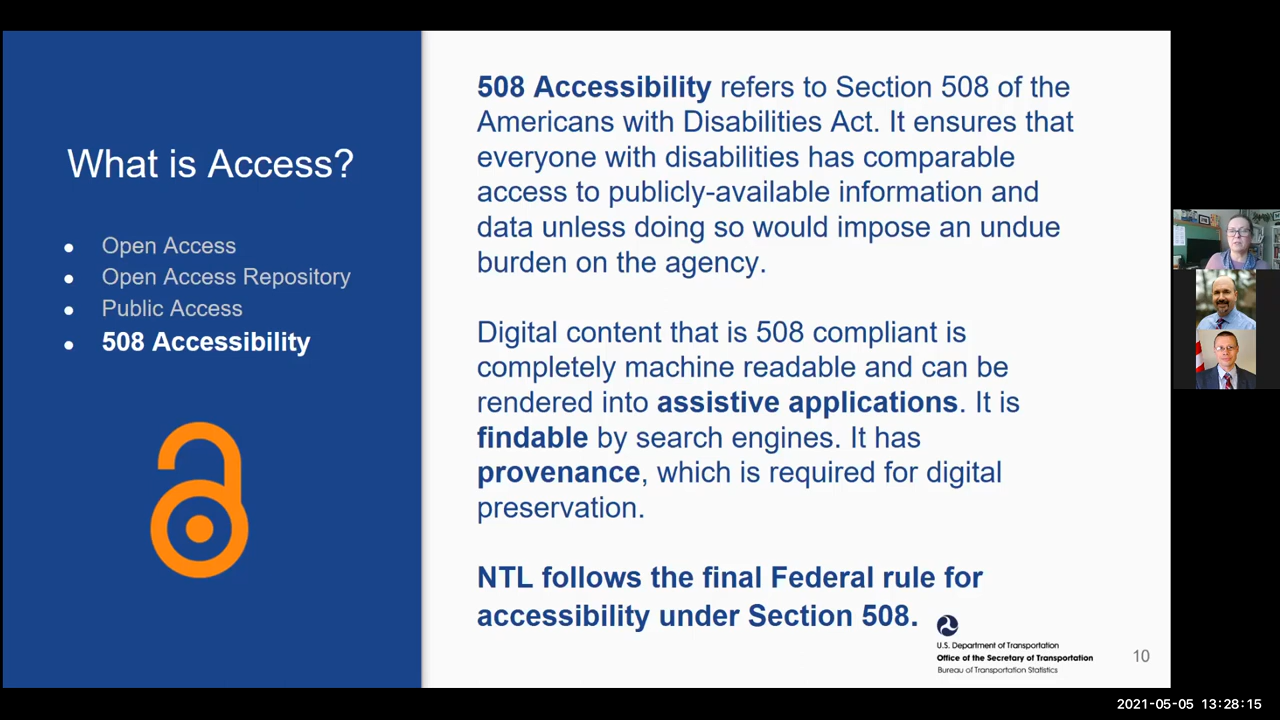 What is Access?
Open Access
Open Access Repository
Public Access
508 Accessibility
508 Accessibility refers to Section 508 of the
Americans with Disabilities Act. It ensures that
everyone with disabilities has comparable
access to publicly-available information and
data unless doing so would impose an undue
burden on the agency.
Digital content that is 508 compliant is
completely machine readable and can be
rendered into assistive applications. It is
findable by search engines. It has
provenance, which is required for digital
preservation.
NTL follows the final Federal rule for
accessibility under Section 508.
U.S. Department of Transportation
Office of the Secretary of Transportation
Bureau of Transportation Statistics
10
2021-05-05 13:28:15